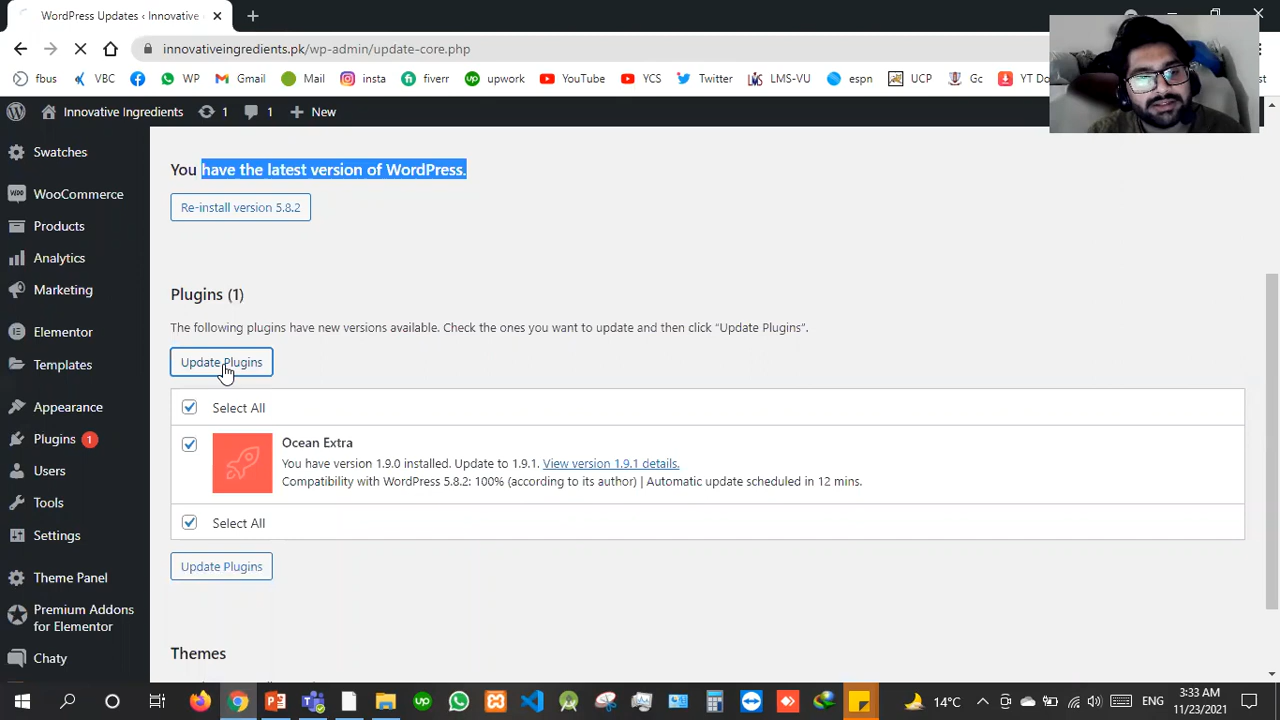 WordPress Updates ‹ Innovative
innovativeingredients.pk/wp-admin/update-core.php
fbus
VBC
WP
Gmail
Mail
insta
fiverr
upwork
YouTube
YCS
Twitter
LMS-VU
espn
UCP
Gc
YT Do
Innovative Ingredients
1
1
New
Swatches
WooCommerce
Products
Analytics
Marketing
Elementor
Templates
Appearance
Plugins 1
Users
Tools
Settings
Theme Panel
Premium Addons
for Elementor
Chaty
You have the latest version of WordPress.
Re-install version 5.8.2
Plugins (1)
The following plugins have new versions available. Check the ones you want to update and then click “Update Plugins”.
Update Plugins
Select All
Ocean Extra
You have version 1.9.0 installed. Update to 1.9.1. View version 1.9.1 details.
Compatibility with WordPress 5.8.2: 100% (according to its author) | Automatic update scheduled in 12 mins.
Select All
Update Plugins
Themes
14°C
ENG
3:33 AM
11/23/2021